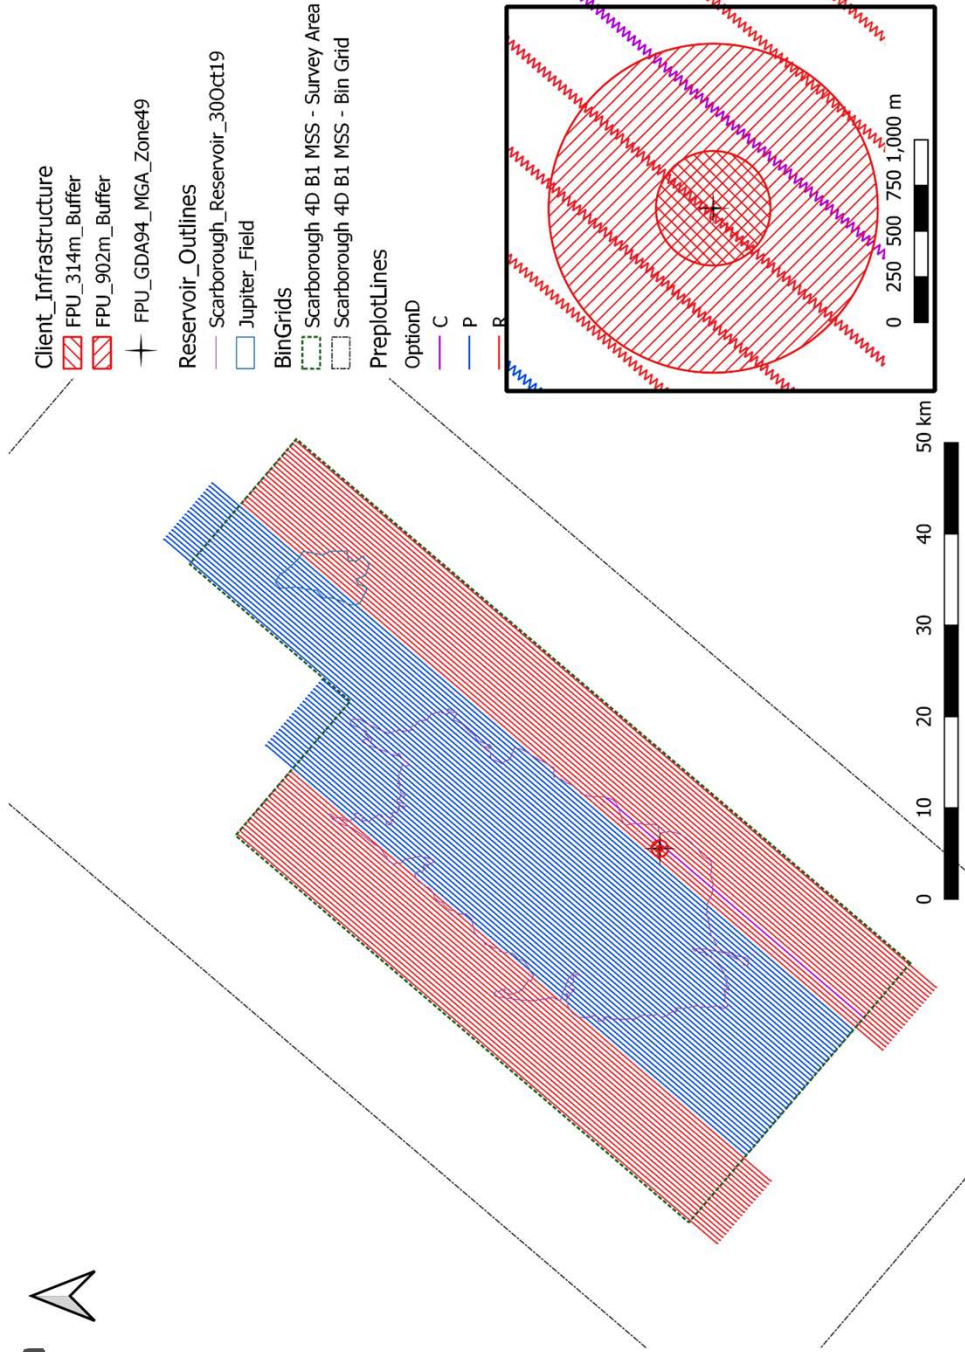 Client_Infrastructure
FPU_314m_Buffer
FPU_902m_Buffer
FPU_GDA94_MGA_Zone49
Reservoir_Outlines
Scarborough_Reservoir_30Oct19
Jupiter_Field
BinGrids
Scarborough 4D B1 MSS - Survey Area
Scarborough 4D B1 MSS - Bin Grid
PreplotLines
OptionD
C
P
R
0 250 500 750 1,000 m
0 10 20 30 40 50 km